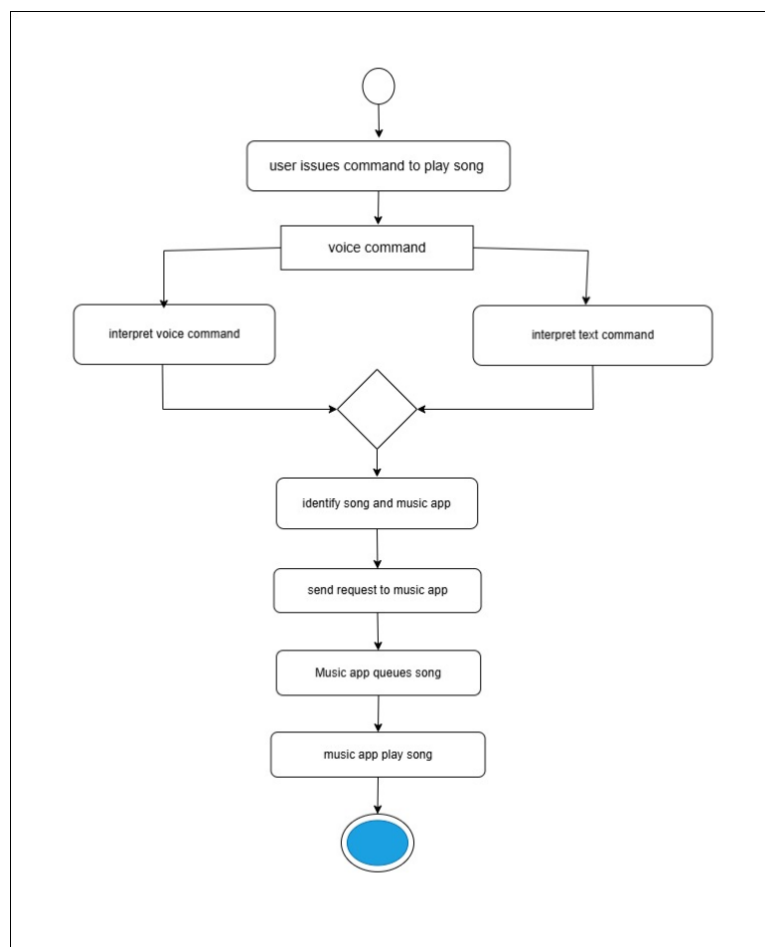 user issues command to play song
voice command
interpret voice command
interpret text command
identify song and music app
send request to music app
Music app queues song
music app play song